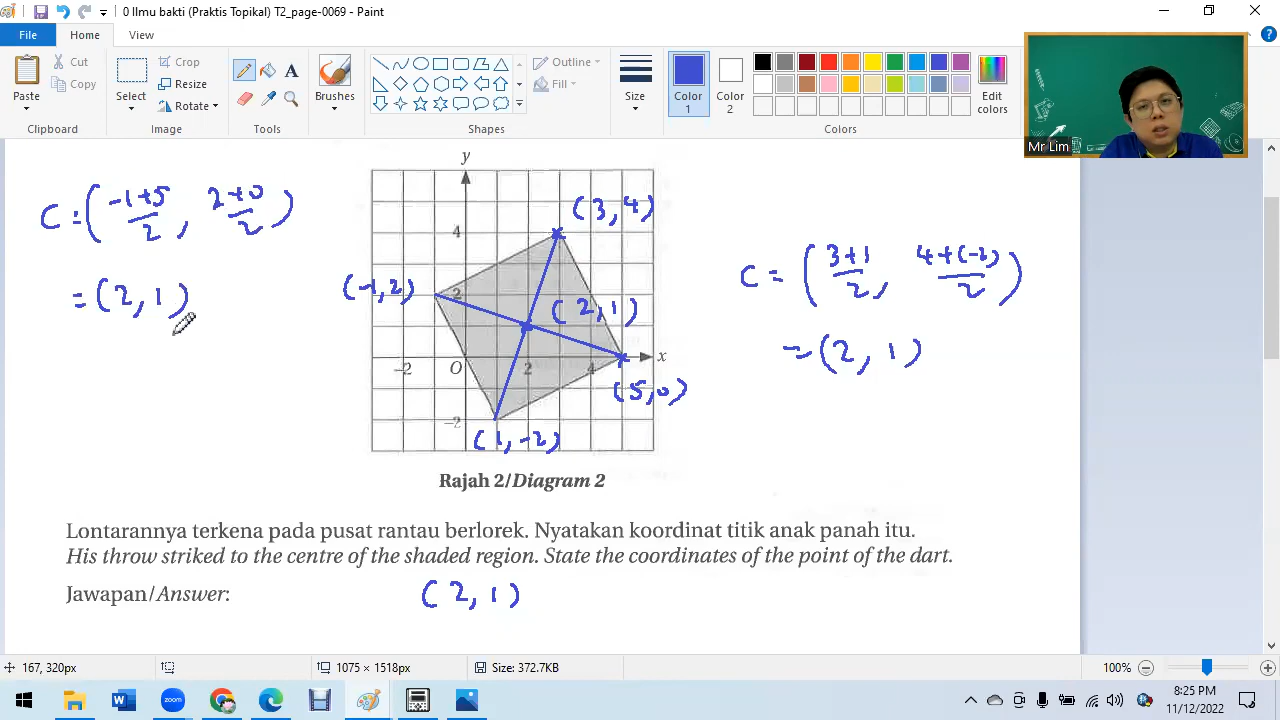 0 Ilmu bakti (Praktis Topikal) T2_page-0069 - Paint
File Home View
Paste Cut Copy Clipboard
Select Crop Resize Rotate Image
Tools
Brushes
Shapes
Outline Fill
Size
Color 1 Color 2 Edit colors Colors
Mr Lim
C = (-1+5/2, 2+0/2)
= (2, 1)
y
4
2
-2
O
-2 2 4 x
(3, 4)
(-1, 2)
(2, 1)
(5, 0)
(1, -2)
C = (3+1/2, 4+(-2)/2)
= (2, 1)
Rajah 2/Diagram 2
Lontarannya terkena pada pusat rantau berlorek. Nyatakan koordinat titik anak panah itu.
His throw striked to the centre of the shaded region. State the coordinates of the point of the dart.
Jawapan/Answer: (2, 1)
167, 320px
1075 × 1518px
Size: 372.7KB
100%
zoom
8:25 PM
11/12/2022